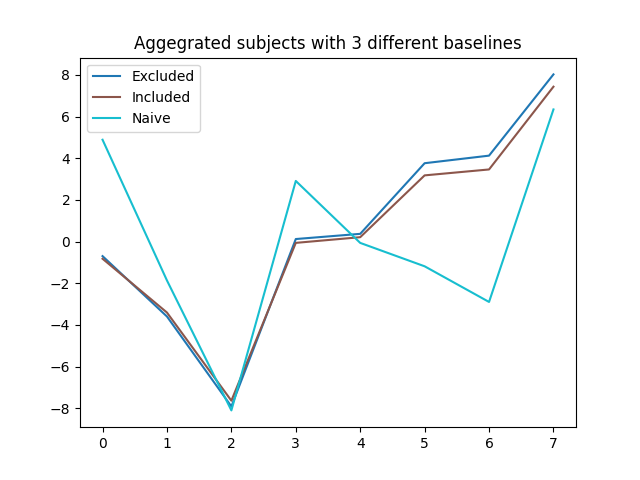 Aggegrated subjects with 3 different baselines
Excluded
Included
Naive
8
6
4
2
0
−2
−4
−6
−8
0 1 2 3 4 5 6 7